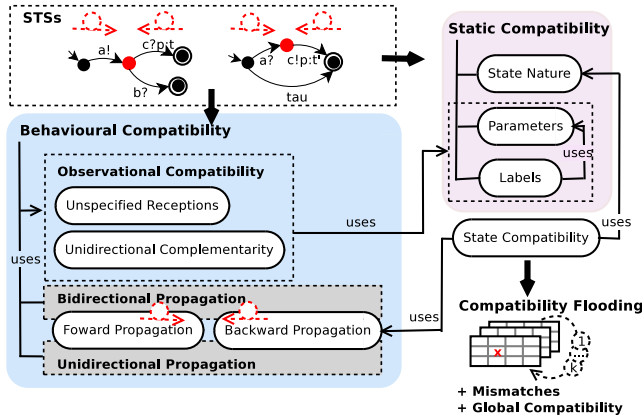 STSs
a!
c?p:t
b?
a?
c!p:t'
tau
Static Compatibility
State Nature
Parameters
uses
Labels
Behavioural Compatibility
Observational Compatibility
Unspecified Receptions
Unidirectional Complementarity
uses
uses
uses
State Compatibility
uses
Bidirectional Propagation
Foward Propagation
Backward Propagation
Unidirectional Propagation
Compatibility Flooding
x
1
...
k
+ Mismatches
+ Global Compatibility